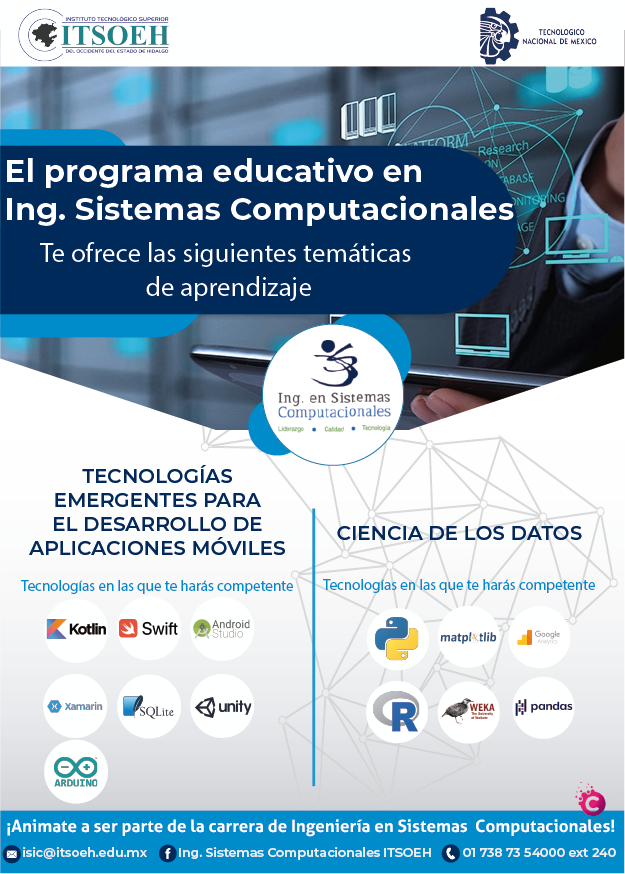 INSTITUTO TECNOLÓGICO SUPERIOR
ITSOEH
DEL OCCIDENTE DEL ESTADO DE HIDALGO
TECNOLÓGICO
NACIONAL DE MÉXICO
Research
El programa educativo en
Ing. Sistemas Computacionales
Te ofrece las siguientes temáticas
de aprendizaje
Ing. en Sistemas
Computacionales
Liderazgo Calidad Tecnología
TECNOLOGÍAS
EMERGENTES PARA
EL DESARROLLO DE
APLICACIONES MÓVILES
Tecnologías en las que te harás competente
Kotlin
Swift
Android
Studio
Xamarin
SQLite
unity
ARDUINO
CIENCIA DE LOS DATOS
Tecnologías en las que te harás competente
matplotlib
Google
Analytics
R
WEKA
The University
of Waikato
pandas
C
¡Animate a ser parte de la carrera de Ingeniería en Sistemas Computacionales!
isic@itsoeh.edu.mx
Ing. Sistemas Computacionales ITSOEH
01 738 73 54000 ext 240